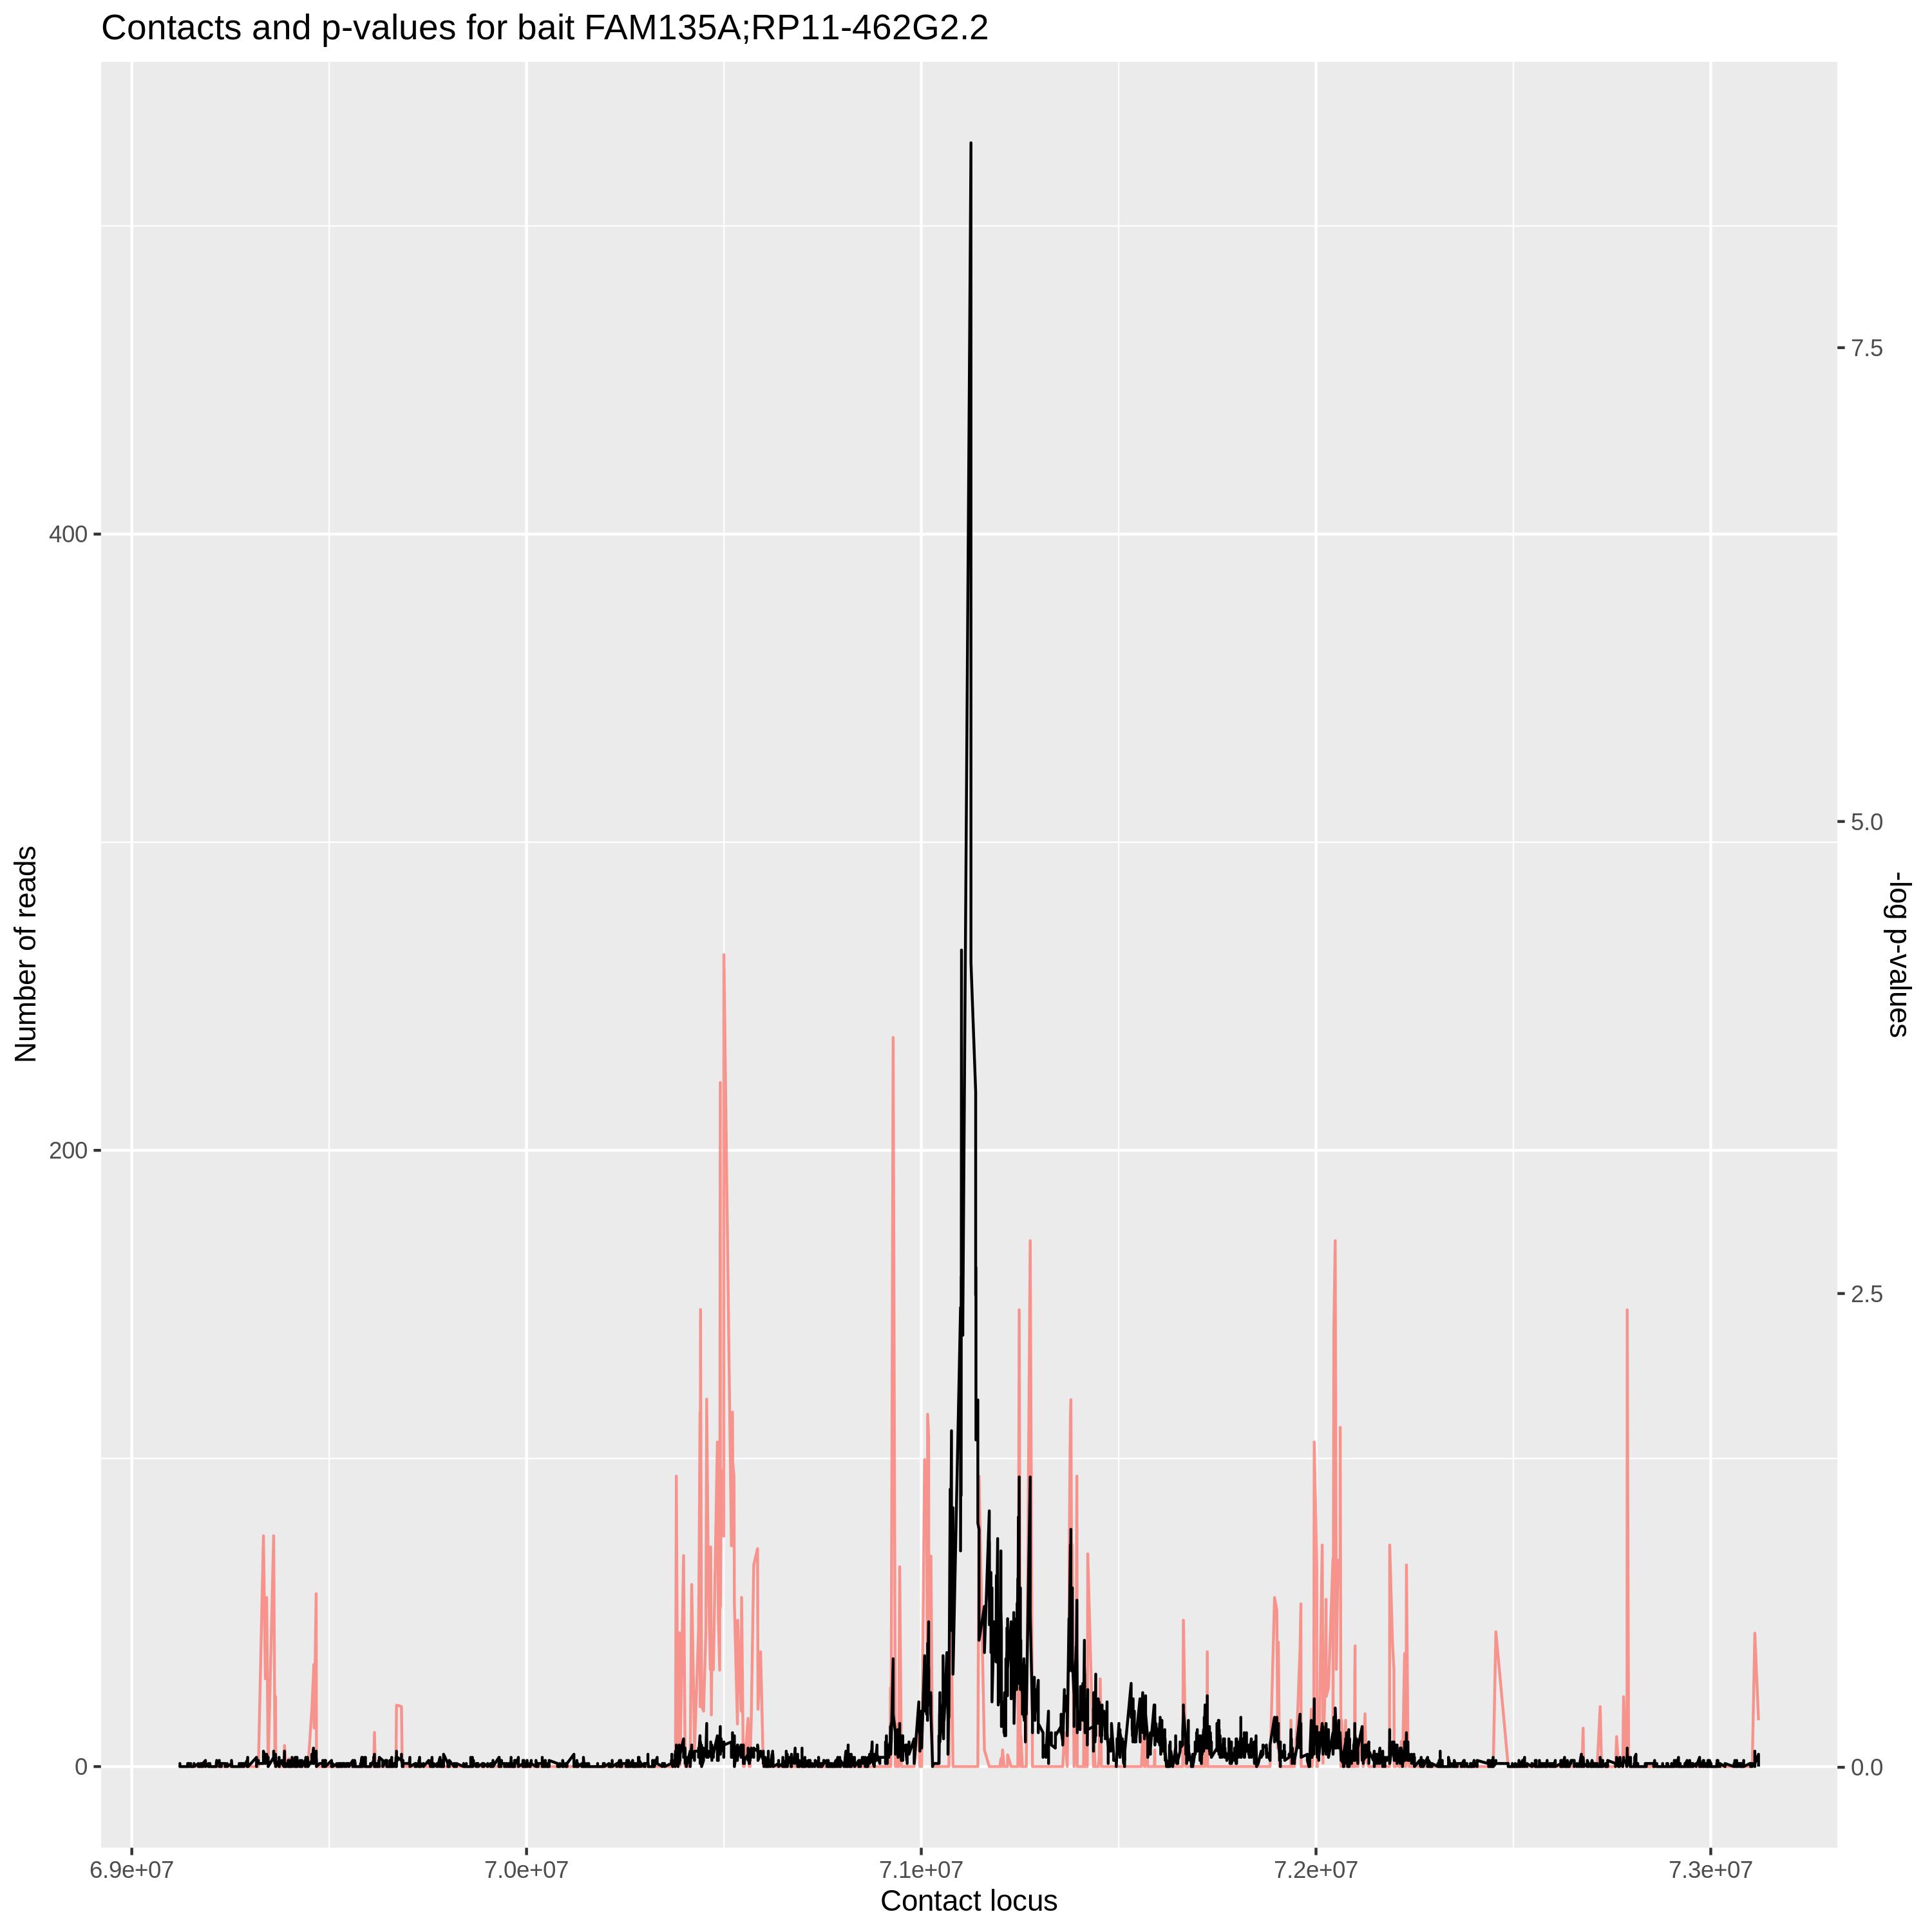 Contacts and p-values for bait FAM135A;RP11-462G2.2
Number of reads
400
200
0
7.5
5.0
2.5
0.0
-log p-values
6.9e+07 7.0e+07 7.1e+07 7.2e+07 7.3e+07
Contact locus